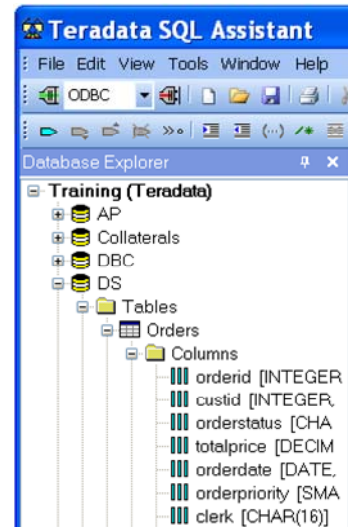 Teradata SQL Assistant
File Edit View Tools Window Help
ODBC
Database Explorer
Training (Teradata)
AP
Collaterals
DBC
DS
Tables
Orders
Columns
orderid [INTEGER
custid [INTEGER,
orderstatus [CHA
totalprice [DECIM
orderdate [DATE,
orderpriority [SMA
clerk [CHAR(16)]